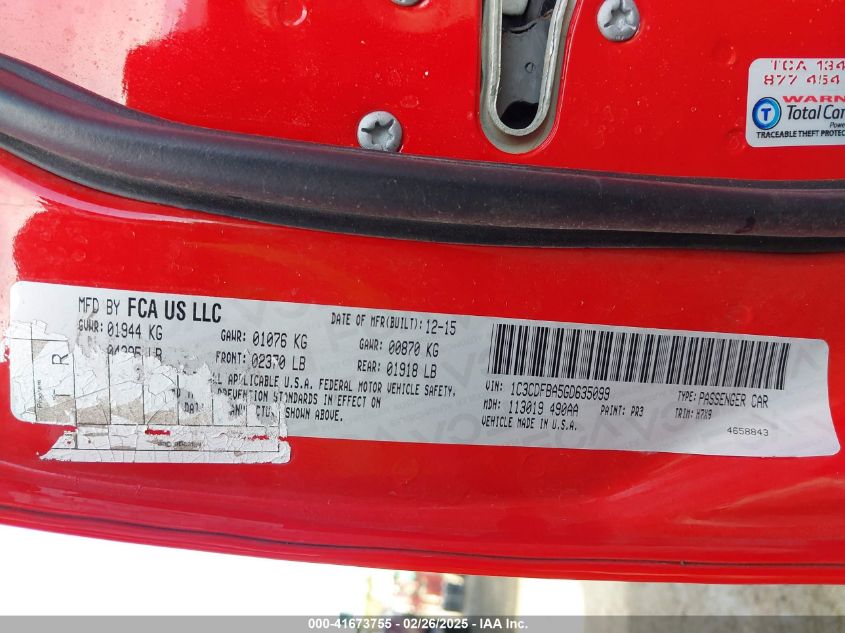 TCA 134
877 454
WARN
Total Car
Powe
TRACEABLE THEFT PROTEC
MFD BY FCA US LLC
DATE OF MFR(BUILT): 12-15
GVWR: 01944 KG
GAWR: 01076 KG
GAWR: 00870 KG
LB
FRONT: 02370 LB
REAR: 01918 LB
APPLICABLE U.S.A. FEDERAL MOTOR VEHICLE SAFETY,
PREVENTION STANDARDS IN EFFECT ON
SHOWN ABOVE.
VIN: 1C3CDFBA5GD635099
TYPE: PASSENGER CAR
MDH: 113019 490AA
PAINT: PR3
TRIM: H7X9
VEHICLE MADE IN U.S.A.
4658843
T R
000-41673755 - 02/26/2025 - IAA Inc.